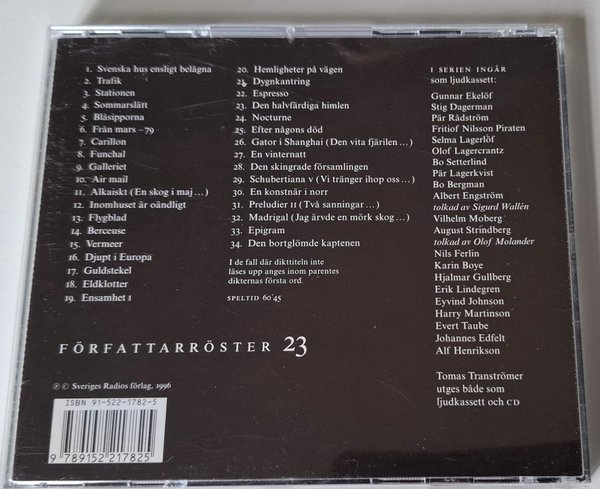 1. Svenska hus ensligt belägna
2. Trafik
3. Stationen
4. Sommarslätt
5. Blåsipporna
6. Från mars -79
7. Carillon
8. Funchal
9. Galleriet
10. Air mail
11. Alkaiskt (En skog i maj...)
12. Inomhuset är oändligt
13. Flygblad
14. Berceuse
15. Vermeer
16. Djupt i Europa
17. Guldstekel
18. Eldklotter
19. Ensamhet I
20. Hemligheter på vägen
21. Dygnkantring
22. Espresso
23. Den halvfärdiga himlen
24. Nocturne
25. Efter någons död
26. Gator i Shanghai (Den vita fjärilen...)
27. En vinternatt
28. Den skingrade församlingen
29. Schubertiana V (Vi tränger ihop oss...)
30. En konstnär i norr
31. Preludier II (Två sanningar...)
32. Madrigal (Jag ärvde en mörk skog...)
33. Epigram
34. Den bortglömde kaptenen
I de fall där dikttiteln inte
läses upp anges inom parentes
dikternas första ord.
SPELTID 60'45
I SERIEN INGÅR
som ljudkassett:
Gunnar Ekelöf
Stig Dagerman
Pär Rådström
Fritiof Nilsson Piraten
Selma Lagerlöf
Olof Lagercrantz
Bo Setterlind
Pär Lagerkvist
Bo Bergman
Albert Engström
tolkad av Sigurd Wallén
Vilhelm Moberg
August Strindberg
tolkad av Olof Molander
Nils Ferlin
Karin Boye
Hjalmar Gullberg
Erik Lindegren
Eyvind Johnson
Harry Martinson
Evert Taube
Johannes Edfelt
Alf Henrikson
Tomas Tranströmer
utges både som
ljudkassett och CD
FÖRFATTARRÖSTER 23
℗ © Sveriges Radios förlag, 1996
ISBN 91-522-1782-5
9 789152 217825